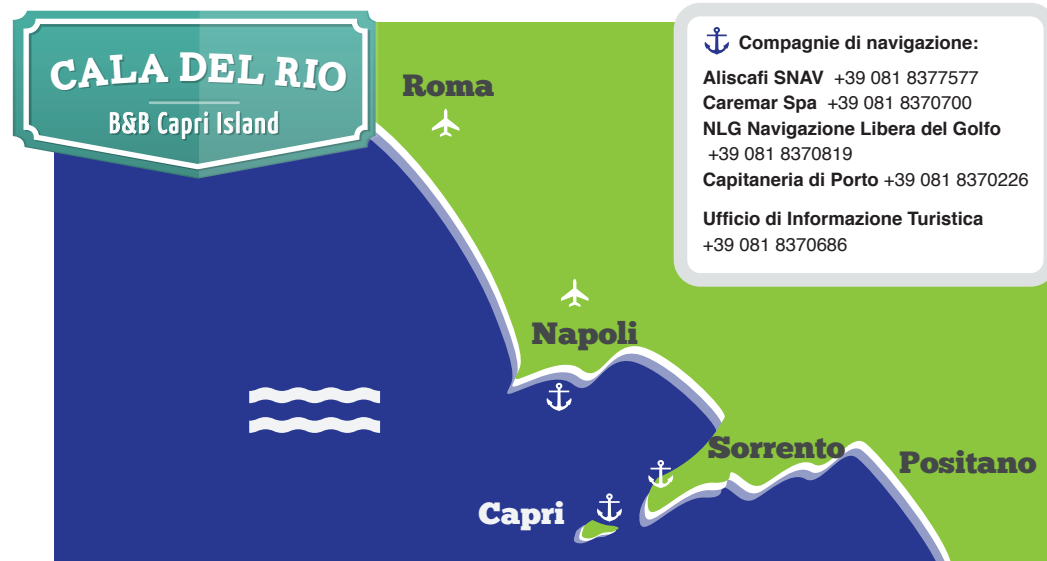 CALA DEL RIO
B&B Capri Island
Compagnie di navigazione:
Aliscafi SNAV +39 081 8377577
Caremar Spa +39 081 8370700
NLG Navigazione Libera del Golfo
+39 081 8370819
Capitaneria di Porto +39 081 8370226
Ufficio di Informazione Turistica
+39 081 8370686
Roma
Napoli
Sorrento
Positano
Capri